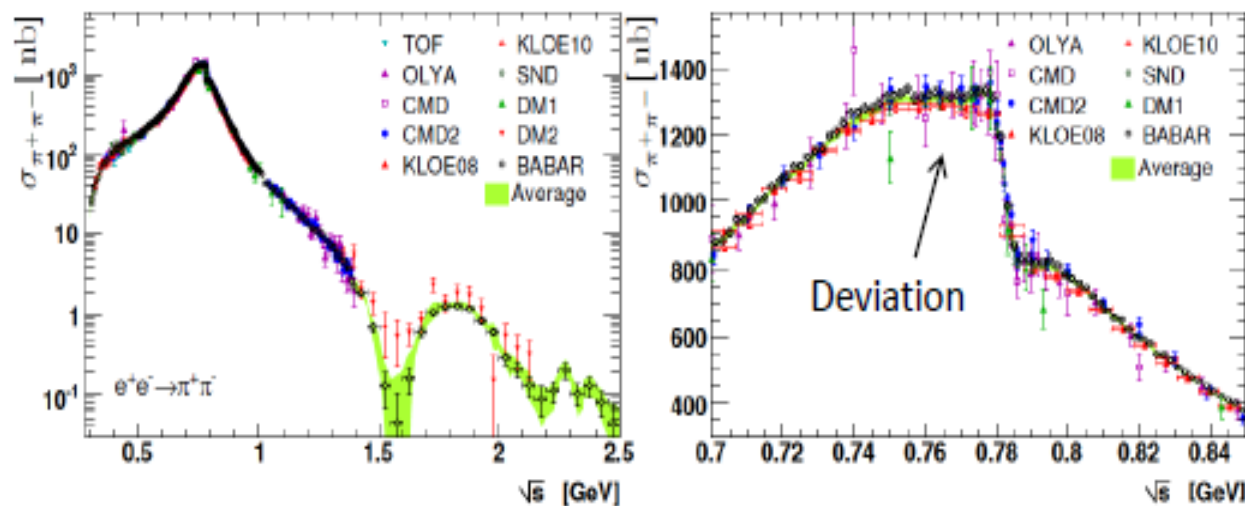 σπ+π− [nb]
10³
10²
10
1
10⁻¹
TOF
OLYA
CMD
CMD2
KLOE08
KLOE10
SND
DM1
DM2
BABAR
Average
e⁺e⁻→π⁺π⁻
0.5 1 1.5 2 2.5
√s [GeV]
σπ+π− [nb]
1400
1200
1000
800
600
400
OLYA
CMD
CMD2
KLOE08
KLOE10
SND
DM1
BABAR
Average
Deviation
0.7 0.72 0.74 0.76 0.78 0.8 0.82 0.84
√s [GeV]